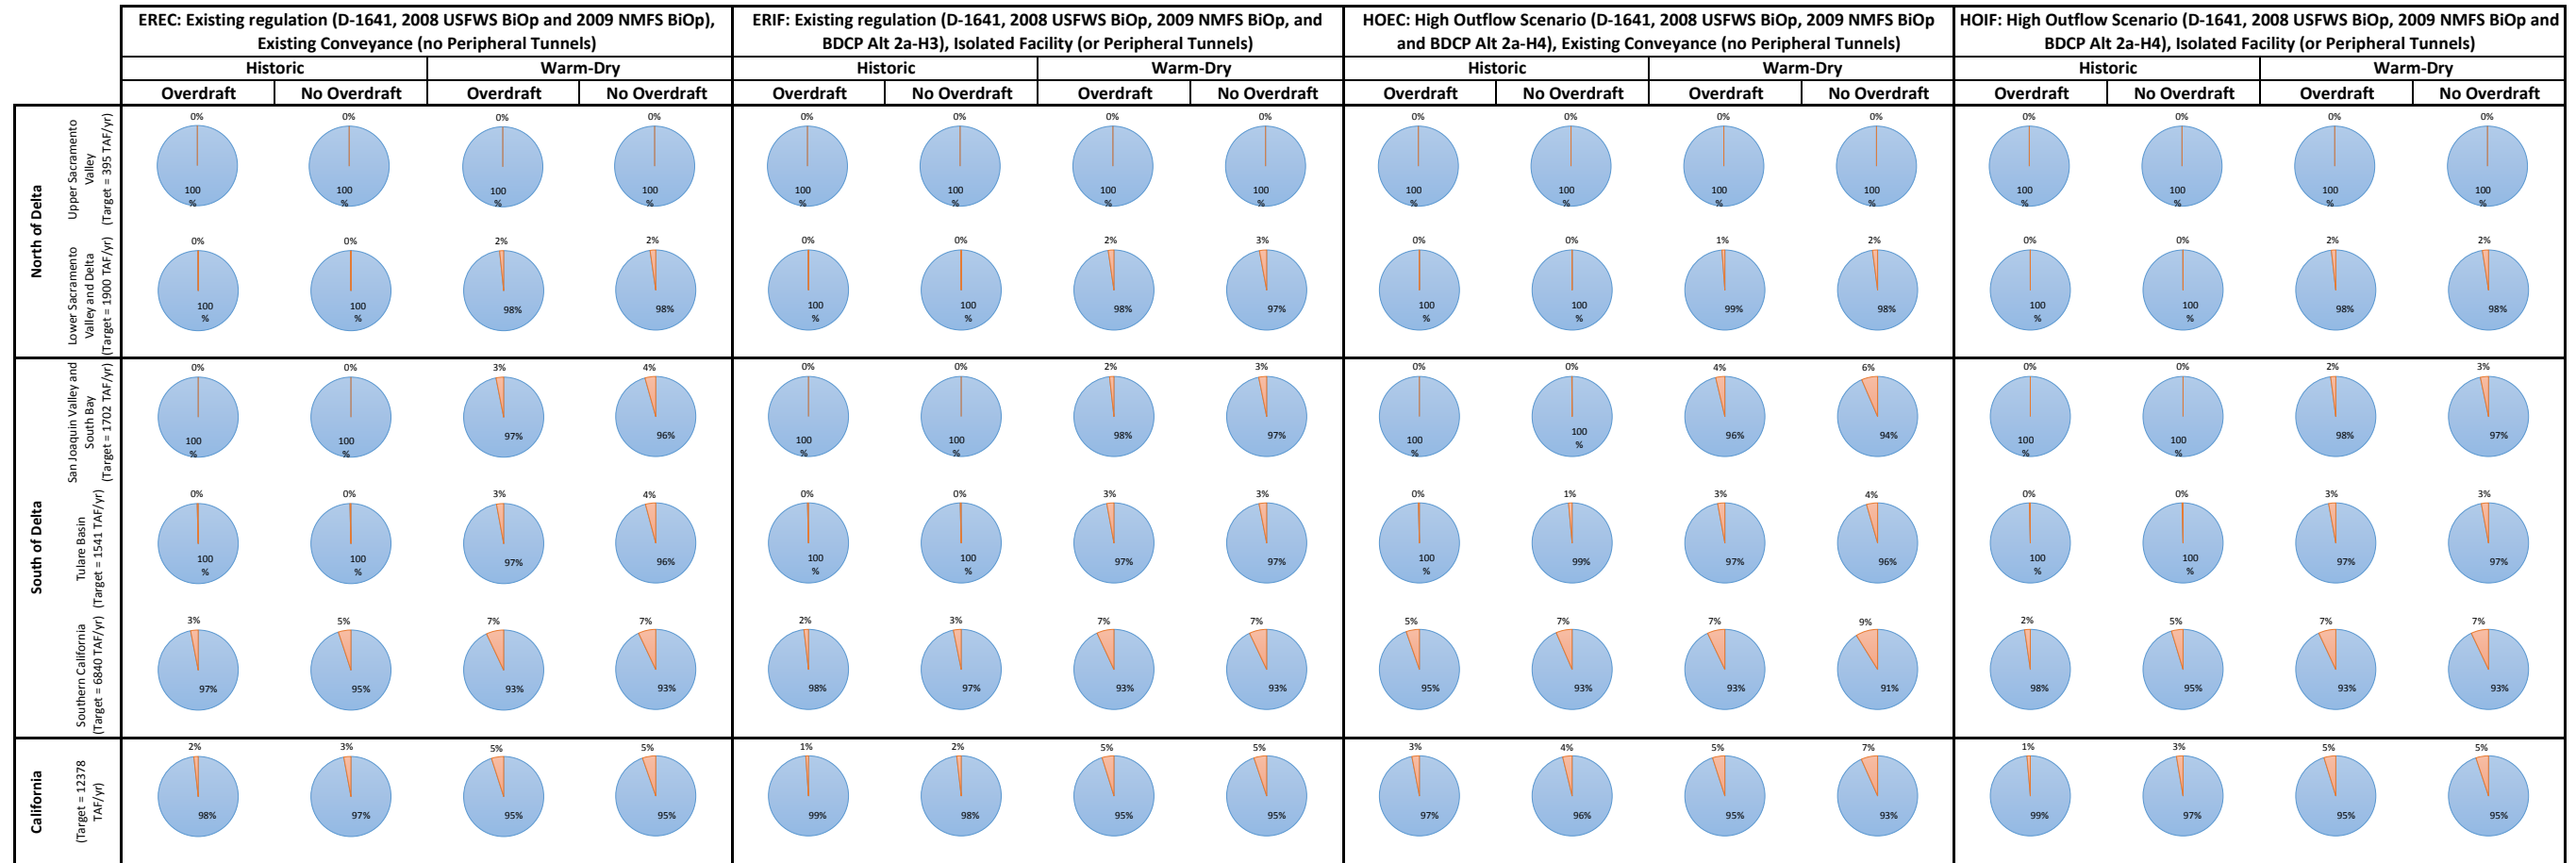 EREC: Existing regulation (D-1641, 2008 USFWS BiOp and 2009 NMFS BiOp),
Existing Conveyance (no Peripheral Tunnels)
ERIF: Existing regulation (D-1641, 2008 USFWS BiOp, 2009 NMFS BiOp, and
BDCP Alt 2a-H3), Isolated Facility (or Peripheral Tunnels)
HOEC: High Outflow Scenario (D-1641, 2008 USFWS BiOp, 2009 NMFS BiOp
and BDCP Alt 2a-H4), Existing Conveyance (no Peripheral Tunnels)
HOIF: High Outflow Scenario (D-1641, 2008 USFWS BiOp, 2009 NMFS BiOp and
BDCP Alt 2a-H4), Isolated Facility (or Peripheral Tunnels)
Historic Warm-Dry Historic Warm-Dry Historic Warm-Dry Historic Warm-Dry
Overdraft No Overdraft Overdraft No Overdraft Overdraft No Overdraft Overdraft No Overdraft Overdraft No Overdraft Overdraft No Overdraft Overdraft No Overdraft Overdraft No Overdraft
North of Delta
Upper Sacramento
Valley
(Target = 395 TAF/yr)
0% 0% 0% 0% 0% 0% 0% 0% 0% 0% 0% 0% 0% 0% 0% 0%
100 100 100 100 100 100 100 100 100 100 100 100 100 100 100 100
% % % % % % % % % % % % % % % %
Lower Sacramento
Valley and Delta
(Target = 1900 TAF/yr)
0% 0% 2% 2% 0% 0% 2% 3% 0% 0% 1% 2% 0% 0% 2% 2%
100 100 98% 98% 100 100 98% 97% 100 100 99% 98% 100 100 98% 98%
% % % % % % % %
South of Delta
San Joaquin Valley and
South Bay
(Target = 1702 TAF/yr)
0% 0% 3% 4% 0% 0% 2% 3% 0% 0% 4% 6% 0% 0% 2% 3%
100 100 97% 96% 100 100 98% 97% 100 100 96% 94% 100 100 98% 97%
% % % % % % % %
Tulare Basin
(Target = 1541 TAF/yr)
0% 0% 3% 4% 0% 0% 3% 3% 0% 1% 3% 4% 0% 0% 3% 3%
100 100 97% 96% 100 100 97% 97% 100 99% 97% 96% 100 100 97% 97%
% % % % % % %
Southern California
(Target = 6840 TAF/yr)
3% 5% 7% 7% 2% 3% 7% 7% 5% 7% 7% 9% 2% 5% 7% 7%
97% 95% 93% 93% 98% 97% 93% 93% 95% 93% 93% 91% 98% 95% 93% 93%
California
(Target = 12378
TAF/yr)
2% 3% 5% 5% 1% 2% 5% 5% 3% 4% 5% 7% 1% 3% 5% 5%
98% 97% 95% 95% 99% 98% 95% 95% 97% 96% 95% 93% 99% 97% 95% 95%